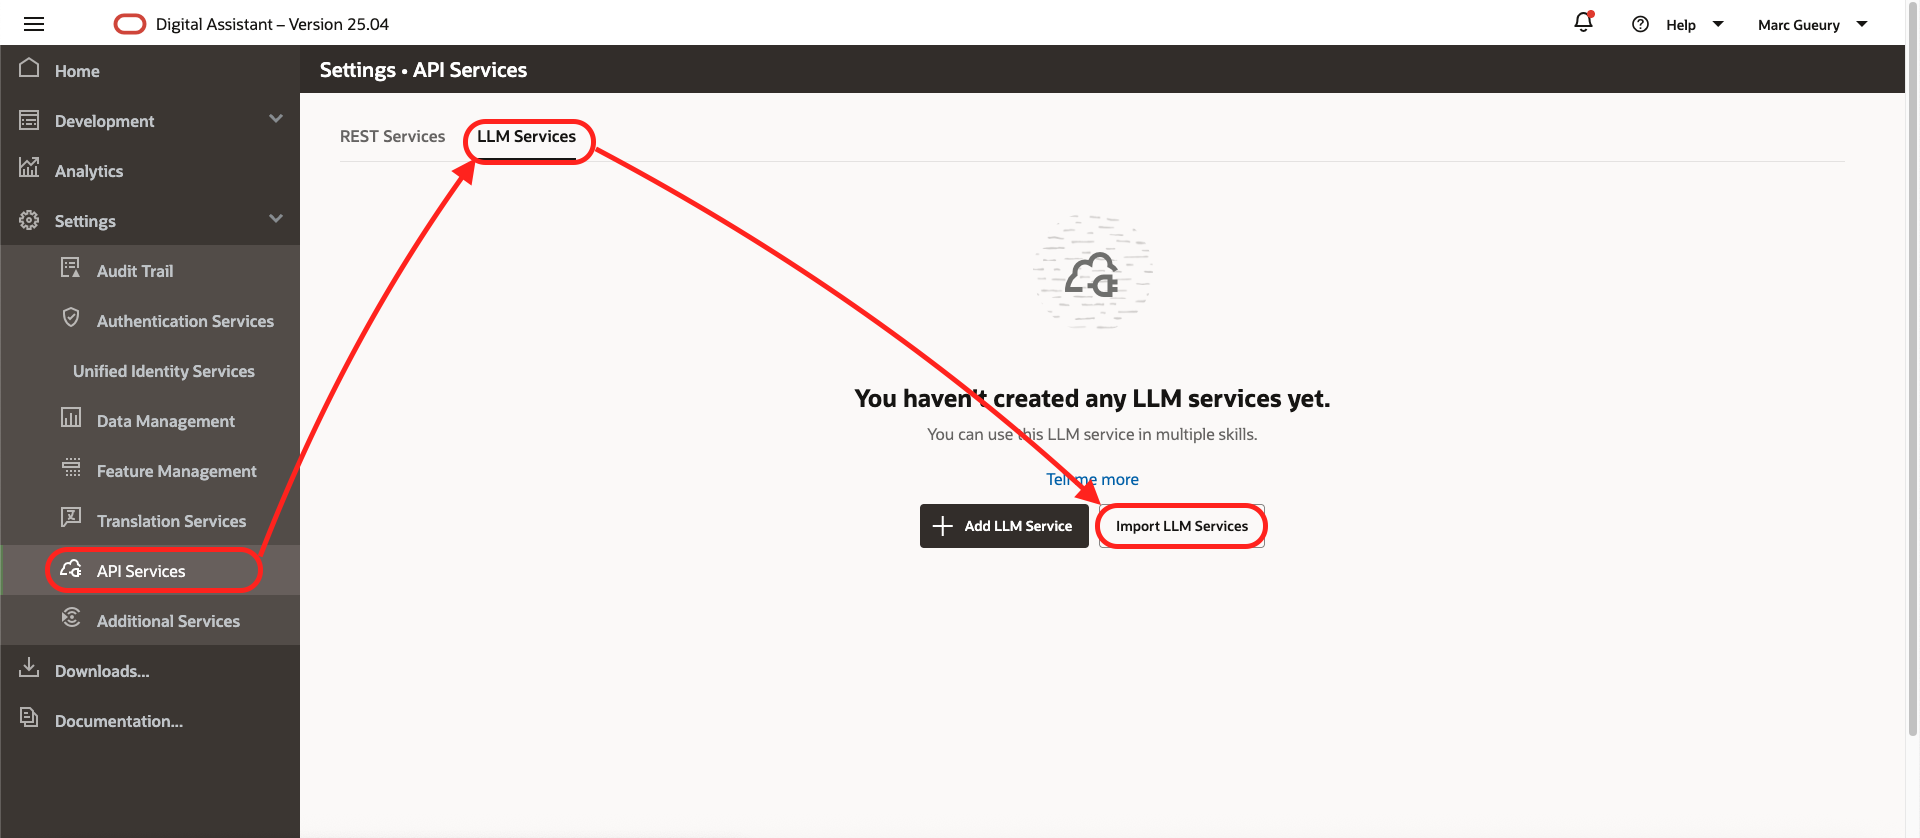 Digital Assistant – Version 25.04
Help
Marc Gueury
Home
Development
Analytics
Settings
Audit Trail
Authentication Services
Unified Identity Services
Data Management
Feature Management
Translation Services
API Services
Additional Services
Downloads...
Documentation...
Settings • API Services
REST Services
LLM Services
You haven't created any LLM services yet.
You can use this LLM service in multiple skills.
Tell me more
Add LLM Service
Import LLM Services